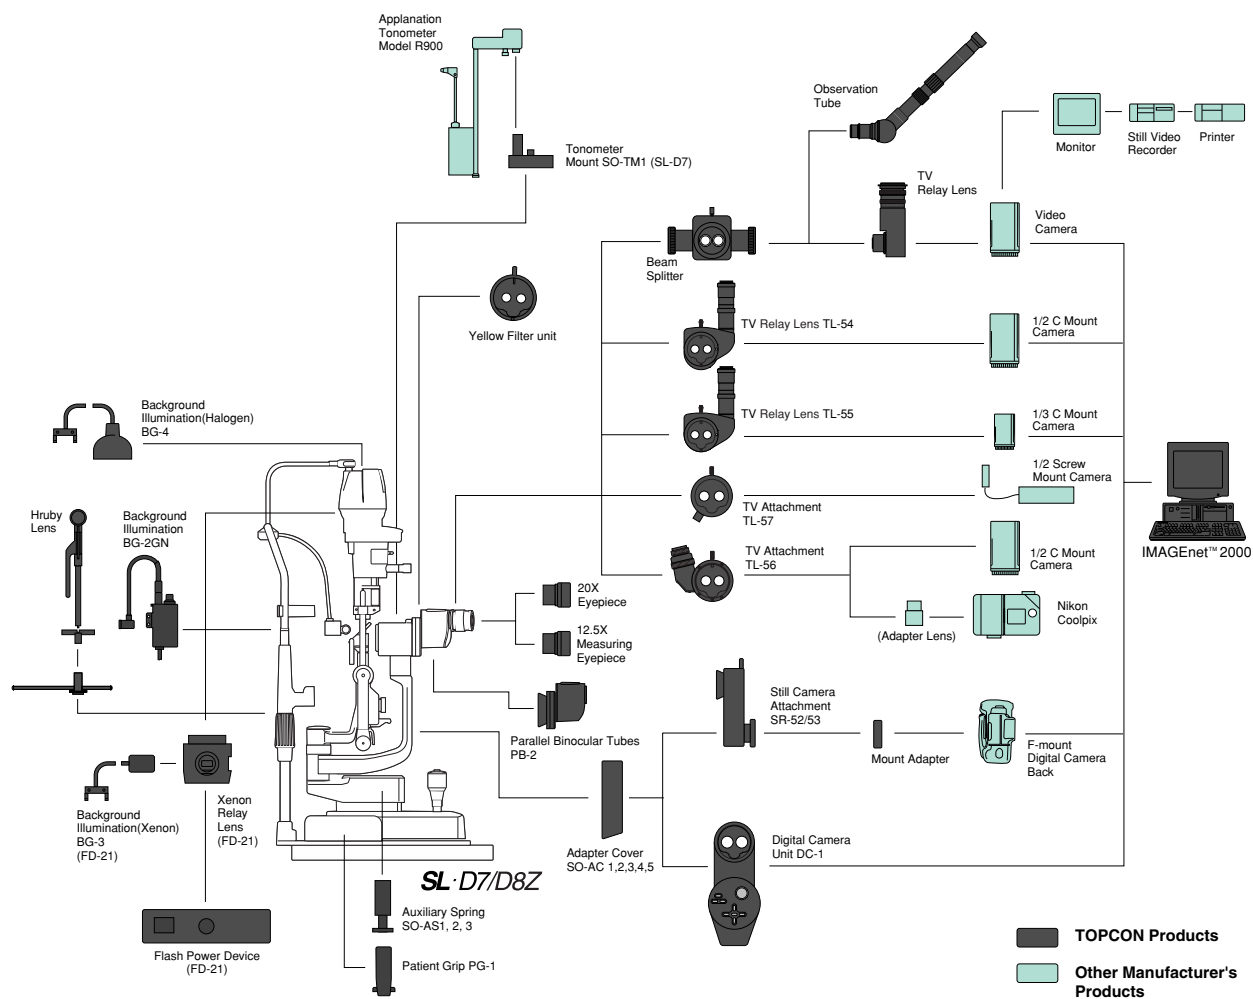 Applanation
Tonometer
Model R900
Tonometer
Mount SO-TM1 (SL-D7)
Observation
Tube
Monitor
Still Video
Recorder
Printer
TV
Relay Lens
Video
Camera
Beam
Splitter
Yellow Filter unit
TV Relay Lens TL-54
1/2 C Mount
Camera
TV Relay Lens TL-55
1/3 C Mount
Camera
Background
Illumination(Halogen)
BG-4
1/2 Screw
Mount Camera
TV Attachment
TL-57
Hruby
Lens
Background
Illumination
BG-2GN
TV Attachment
TL-56
1/2 C Mount
Camera
IMAGEnet™ 2000
20X
Eyepiece
12.5X
Measuring
Eyepiece
(Adapter Lens)
Nikon
Coolpix
Parallel Binocular Tubes
PB-2
Still Camera
Attachment
SR-52/53
Mount Adapter
F-mount
Digital Camera
Back
Background
Illumination(Xenon)
BG-3
(FD-21)
Xenon
Relay
Lens
(FD-21)
Adapter Cover
SO-AC 1,2,3,4,5
Digital Camera
Unit DC-1
SL·D7/D8Z
Auxiliary Spring
SO-AS1, 2, 3
Flash Power Device
(FD-21)
Patient Grip PG-1
TOPCON Products
Other Manufacturer's
Products